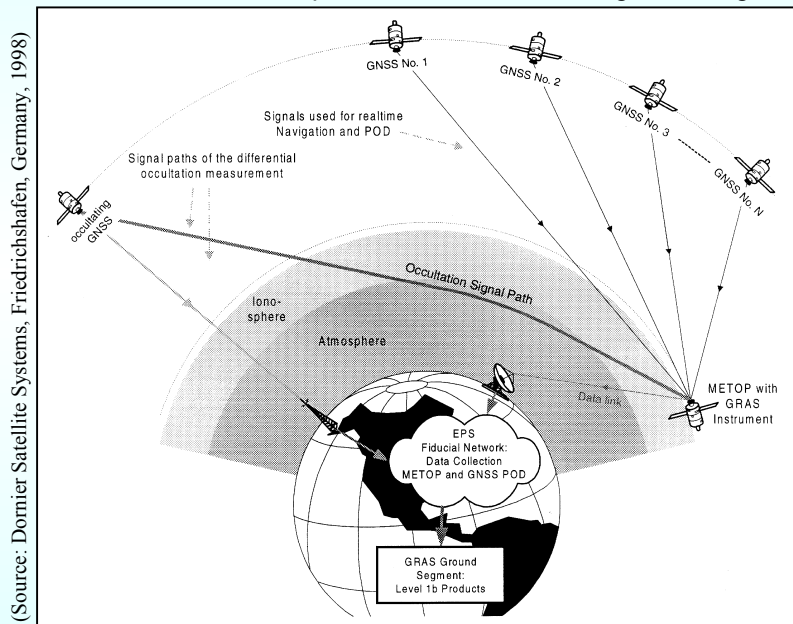 (Source: Dornier Satellite Systems, Friedrichshafen, Germany, 1998)
GNSS No. 1
GNSS No. 2
GNSS No. 3
GNSS No. N
Signals used for realtime
Navigation and POD
Signal paths of the differential
occultation measurement
occultating
GNSS
Occultation Signal Path
Iono-
sphere
Atmosphere
Data link
METOP with
GRAS
Instrument
EPS
Fiducial Network:
Data Collection
METOP and GNSS POD
GRAS Ground
Segment:
Level 1b Products